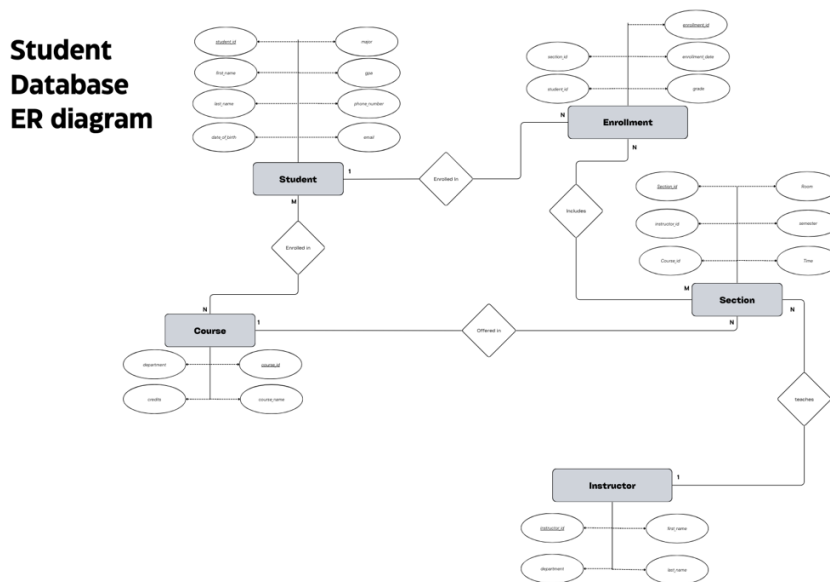 Student
Database
ER diagram
student_id
major
first_name
gpa
last_name
phone_number
date_of_birth
email
Student
1
M
Enrolled in
enrollment_id
section_id
enrollment_date
student_id
grade
N
Enrollment
N
Includes
Section_id
Room
instructor_id
semester
Course_id
Time
M
Section
N
N
Enrolled in
N
Course
1
Offered in
department
course_id
credits
course_name
teaches
Instructor
1
instructor_id
first_name
department
last_name